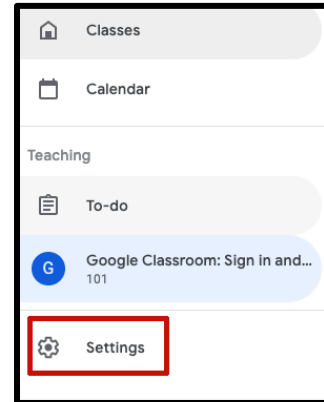 Classes
Calendar
Teaching
To-do
G
Google Classroom: Sign in and...
101
Settings